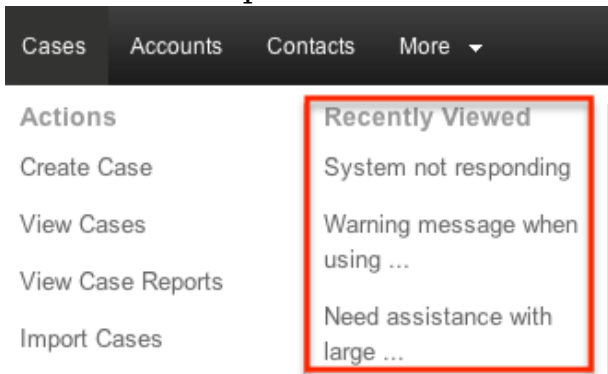 Cases Accounts Contacts More
Actions
Create Case
View Cases
View Case Reports
Import Cases
Recently Viewed
System not responding
Warning message when
using ...
Need assistance with
large ...